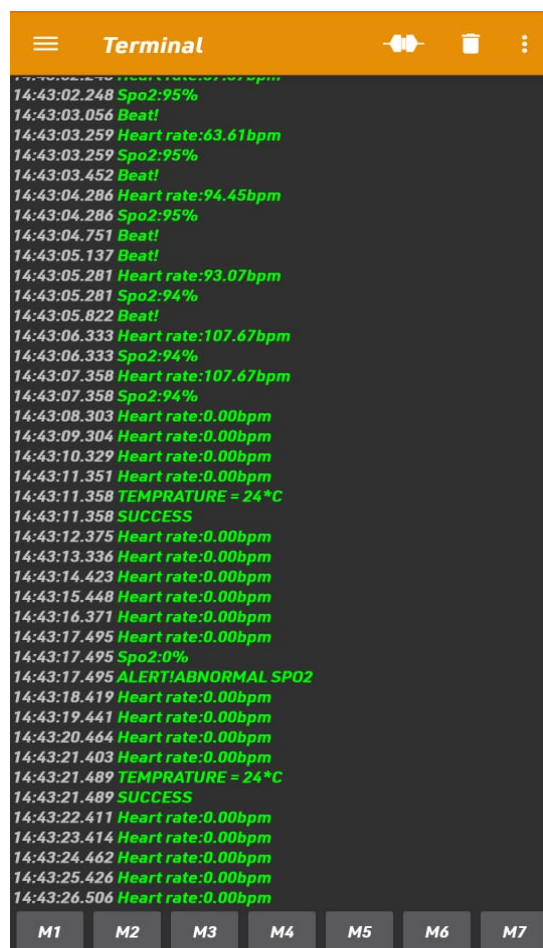 Terminal
14:43:02.248 Spo2:95%
14:43:03.056 Beat!
14:43:03.259 Heart rate:63.61bpm
14:43:03.259 Spo2:95%
14:43:03.452 Beat!
14:43:04.286 Heart rate:94.45bpm
14:43:04.286 Spo2:95%
14:43:04.751 Beat!
14:43:05.137 Beat!
14:43:05.281 Heart rate:93.07bpm
14:43:05.281 Spo2:94%
14:43:05.822 Beat!
14:43:06.333 Heart rate:107.67bpm
14:43:06.333 Spo2:94%
14:43:07.358 Heart rate:107.67bpm
14:43:07.358 Spo2:94%
14:43:08.303 Heart rate:0.00bpm
14:43:09.304 Heart rate:0.00bpm
14:43:10.329 Heart rate:0.00bpm
14:43:11.351 Heart rate:0.00bpm
14:43:11.358 TEMPRATURE = 24*C
14:43:11.358 SUCCESS
14:43:12.375 Heart rate:0.00bpm
14:43:13.336 Heart rate:0.00bpm
14:43:14.423 Heart rate:0.00bpm
14:43:15.448 Heart rate:0.00bpm
14:43:16.371 Heart rate:0.00bpm
14:43:17.495 Heart rate:0.00bpm
14:43:17.495 Spo2:0%
14:43:17.495 ALERT!ABNORMAL SPO2
14:43:18.419 Heart rate:0.00bpm
14:43:19.441 Heart rate:0.00bpm
14:43:20.464 Heart rate:0.00bpm
14:43:21.403 Heart rate:0.00bpm
14:43:21.489 TEMPRATURE = 24*C
14:43:21.489 SUCCESS
14:43:22.411 Heart rate:0.00bpm
14:43:23.414 Heart rate:0.00bpm
14:43:24.462 Heart rate:0.00bpm
14:43:25.426 Heart rate:0.00bpm
14:43:26.506 Heart rate:0.00bpm
M1 M2 M3 M4 M5 M6 M7